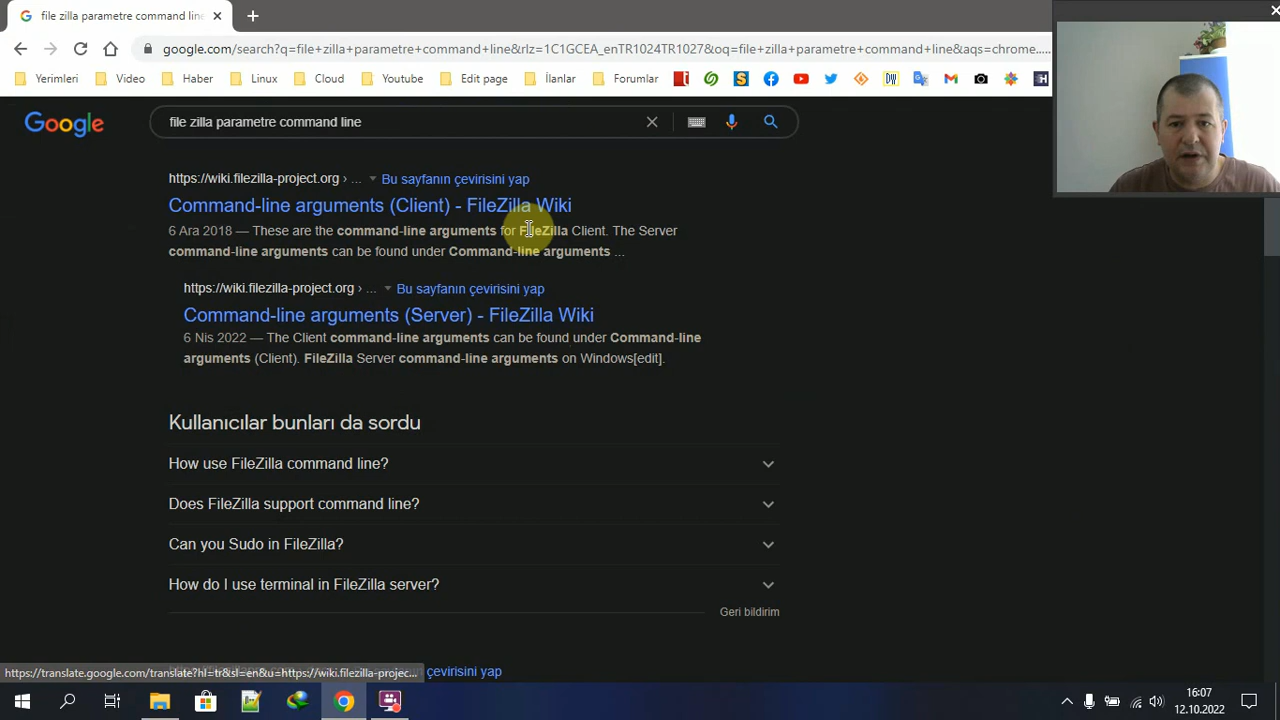 file zilla parametre command line
google.com/search?q=file+zilla+parametre+command+line&rlz=1C1GCEA_enTR1024TR1027&oq=file+zilla+parametre+command+line&aqs=chrome.....
Yerimleri
Video
Haber
Linux
Cloud
Youtube
Edit page
İlanlar
Forumlar
Google
file zilla parametre command line
https://wiki.filezilla-project.org › ... Bu sayfanın çevirisini yap
Command-line arguments (Client) - FileZilla Wiki
6 Ara 2018 — These are the command-line arguments for FileZilla Client. The Server
command-line arguments can be found under Command-line arguments ...
https://wiki.filezilla-project.org › ... Bu sayfanın çevirisini yap
Command-line arguments (Server) - FileZilla Wiki
6 Nis 2022 — The Client command-line arguments can be found under Command-line
arguments (Client). FileZilla Server command-line arguments on Windows[edit].
Kullanıcılar bunları da sordu
How use FileZilla command line?
Does FileZilla support command line?
Can you Sudo in FileZilla?
How do I use terminal in FileZilla server?
Geri bildirim
https://translate.google.com/translate?hl=tr&sl=en&u=https://wiki.filezilla-projec...
çevirisini yap
16:07
12.10.2022